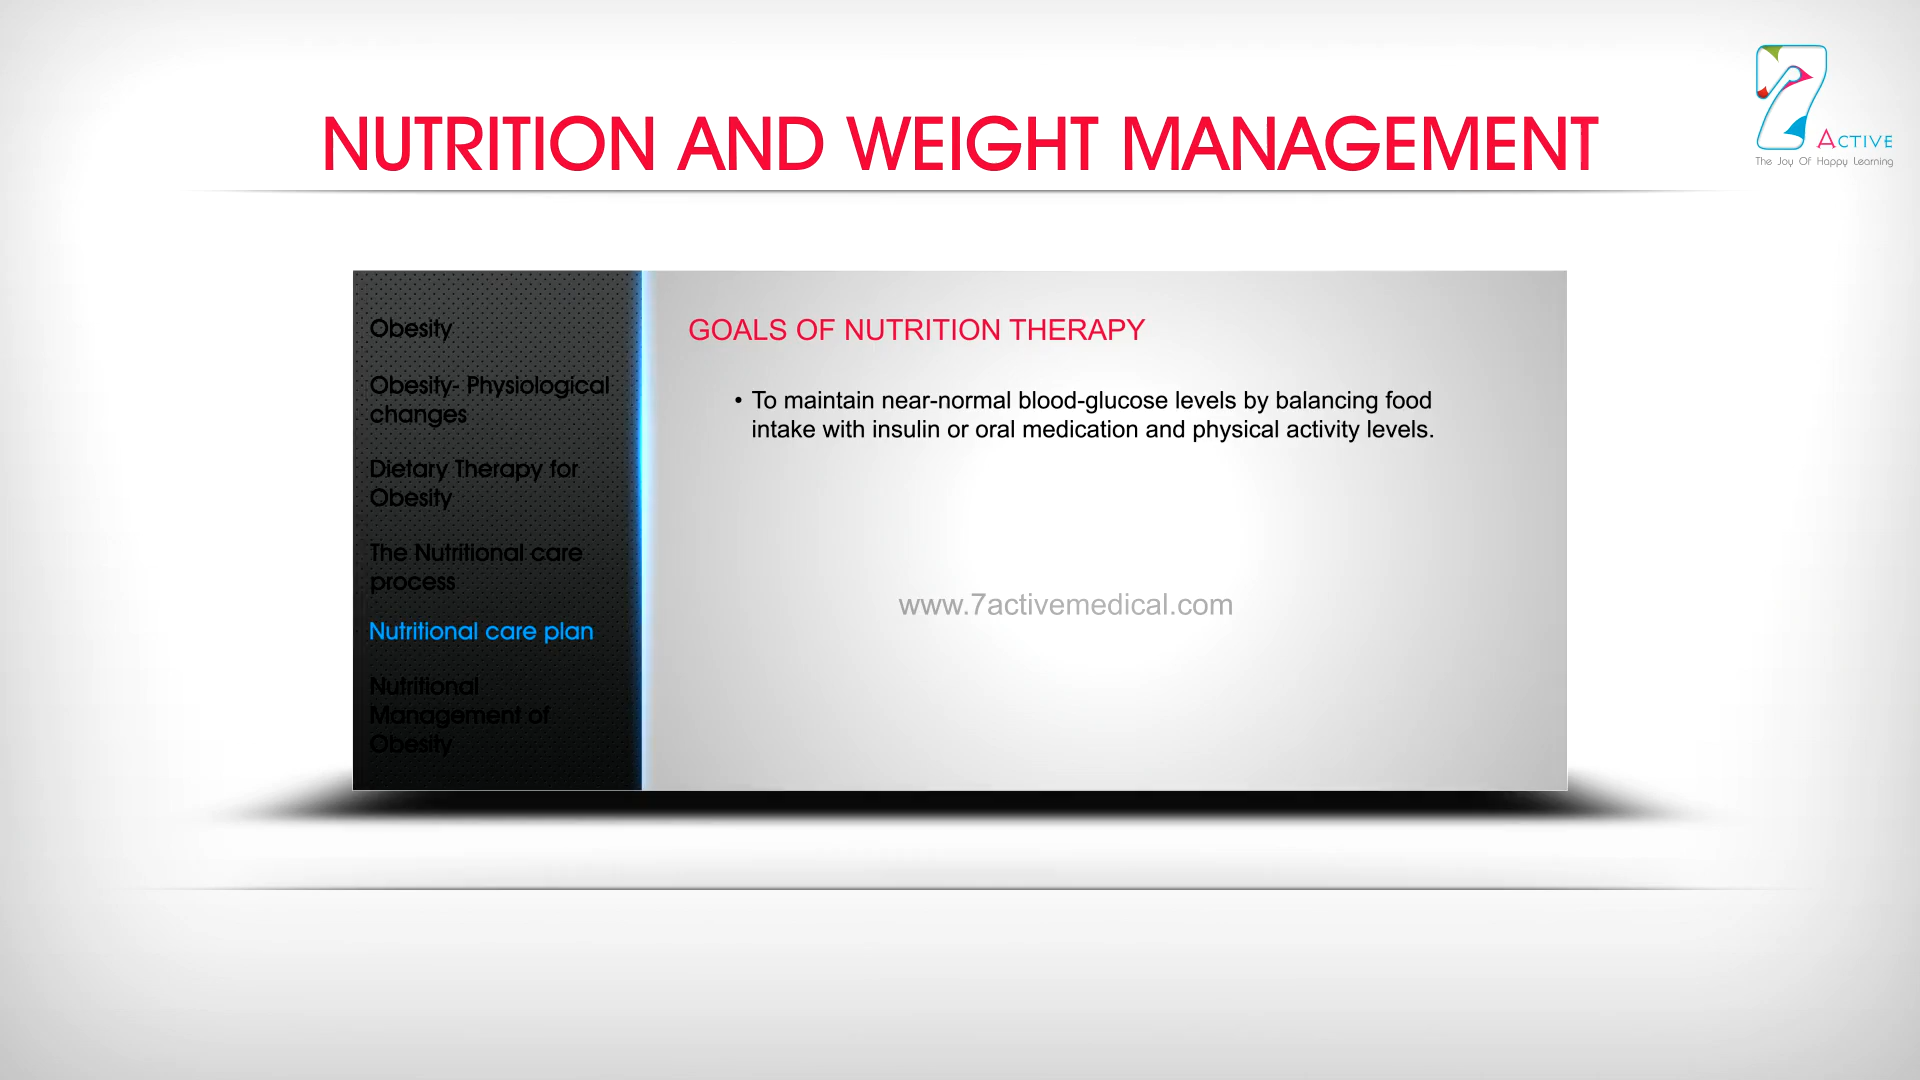 NUTRITION AND WEIGHT MANAGEMENT
7 ACTIVE
The Joy Of Happy Learning
Obesity
Obesity- Physiological
changes
Dietary Therapy for
Obesity
The Nutritional care
process
Nutritional care plan
Nutritional
Management of
Obesity
GOALS OF NUTRITION THERAPY
• To maintain near-normal blood-glucose levels by balancing food
intake with insulin or oral medication and physical activity levels.
www.7activemedical.com